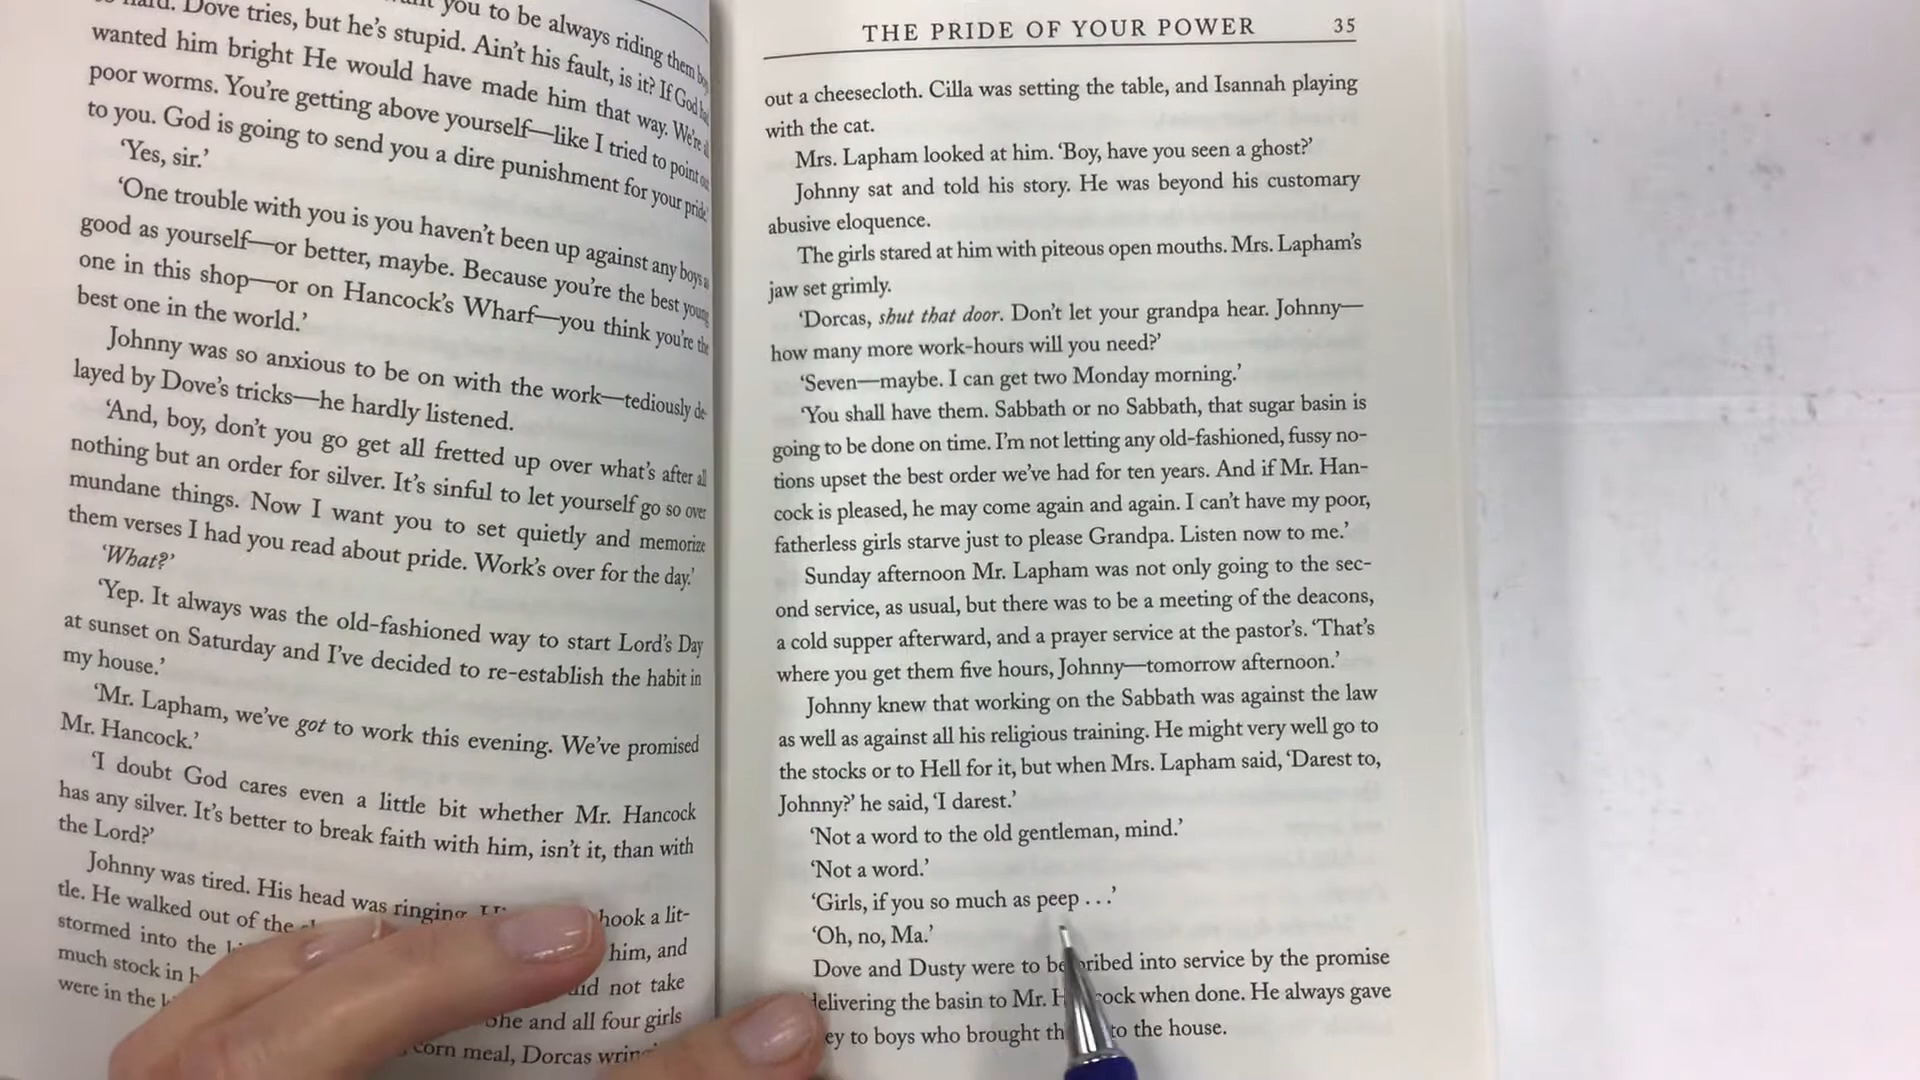 you to be always riding them
hard. Dove tries, but he's stupid. Ain't his fault, is it? If God
wanted him bright He would have made him that way. We're
poor worms. You're getting above yourself—like I tried to point
to you. God is going to send you a dire punishment for your pride.'
'Yes, sir.'
'One trouble with you is you haven't been up against any boys
good as yourself—or better, maybe. Because you're the best young
one in this shop—or on Hancock's Wharf—you think you're the
best one in the world.'
Johnny was so anxious to be on with the work—tediously de-
layed by Dove's tricks—he hardly listened.
'And, boy, don't you go get all fretted up over what's after all
nothing but an order for silver. It's sinful to let yourself go so over
mundane things. Now I want you to set quietly and memorize
them verses I had you read about pride. Work's over for the day.'
'What?'
'Yep. It always was the old-fashioned way to start Lord's Day
at sunset on Saturday and I've decided to re-establish the habit in
my house.'
'Mr. Lapham, we've got to work this evening. We've promised
Mr. Hancock.'
'I doubt God cares even a little bit whether Mr. Hancock
has any silver. It's better to break faith with him, isn't it, than with
the Lord?'
Johnny was tired. His head was ringing. hook a lit-
tle. He walked out of the him, and
stormed into the did not take
much stock in She and all four girls
were in the corn meal, Dorcas
THE PRIDE OF YOUR POWER 35
out a cheesecloth. Cilla was setting the table, and Isannah playing
with the cat.
Mrs. Lapham looked at him. 'Boy, have you seen a ghost?'
Johnny sat and told his story. He was beyond his customary
abusive eloquence.
The girls stared at him with piteous open mouths. Mrs. Lapham's
jaw set grimly.
'Dorcas, shut that door. Don't let your grandpa hear. Johnny—
how many more work-hours will you need?'
'Seven—maybe. I can get two Monday morning.'
'You shall have them. Sabbath or no Sabbath, that sugar basin is
going to be done on time. I'm not letting any old-fashioned, fussy no-
tions upset the best order we've had for ten years. And if Mr. Han-
cock is pleased, he may come again and again. I can't have my poor,
fatherless girls starve just to please Grandpa. Listen now to me.'
Sunday afternoon Mr. Lapham was not only going to the sec-
ond service, as usual, but there was to be a meeting of the deacons,
a cold supper afterward, and a prayer service at the pastor's. 'That's
where you get them five hours, Johnny—tomorrow afternoon.'
Johnny knew that working on the Sabbath was against the law
as well as against all his religious training. He might very well go to
the stocks or to Hell for it, but when Mrs. Lapham said, 'Darest to,
Johnny?' he said, 'I darest.'
'Not a word to the old gentleman, mind.'
'Not a word.'
'Girls, if you so much as peep . . .'
'Oh, no, Ma.'
Dove and Dusty were to be bribed into service by the promise
delivering the basin to Mr. Hancock when done. He always gave
ey to boys who brought to the house.